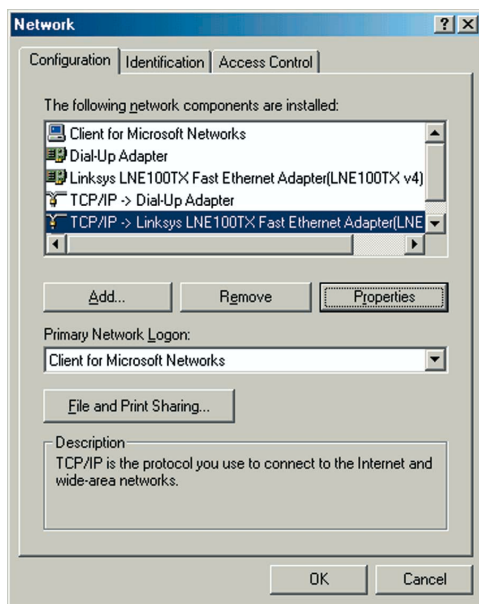 Network
Configuration Identification Access Control
The following network components are installed:
Client for Microsoft Networks
Dial-Up Adapter
Linksys LNE100TX Fast Ethernet Adapter(LNE100TX v4)
TCP/IP -> Dial-Up Adapter
TCP/IP -> Linksys LNE100TX Fast Ethernet Adapter(LNE
Add... Remove Properties
Primary Network Logon:
Client for Microsoft Networks
File and Print Sharing...
Description
TCP/IP is the protocol you use to connect to the Internet and
wide-area networks.
OK Cancel